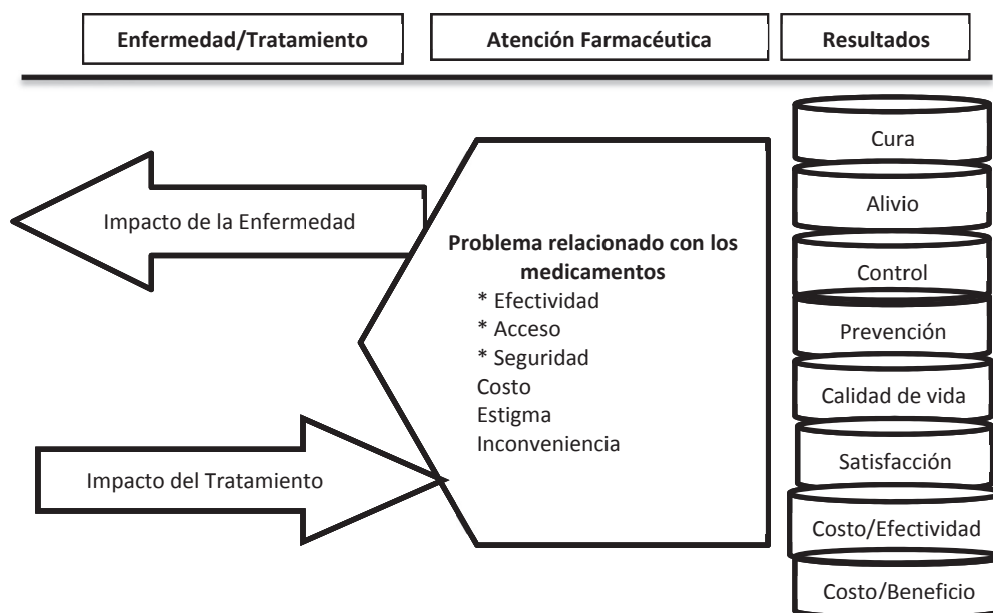 Enfermedad/Tratamiento
Atención Farmacéutica
Resultados
Impacto de la Enfermedad
Impacto del Tratamiento
Problema relacionado con los
medicamentos
* Efectividad
* Acceso
* Seguridad
Costo
Estigma
Inconveniencia
Cura
Alivio
Control
Prevención
Calidad de vida
Satisfacción
Costo/Efectividad
Costo/Beneficio